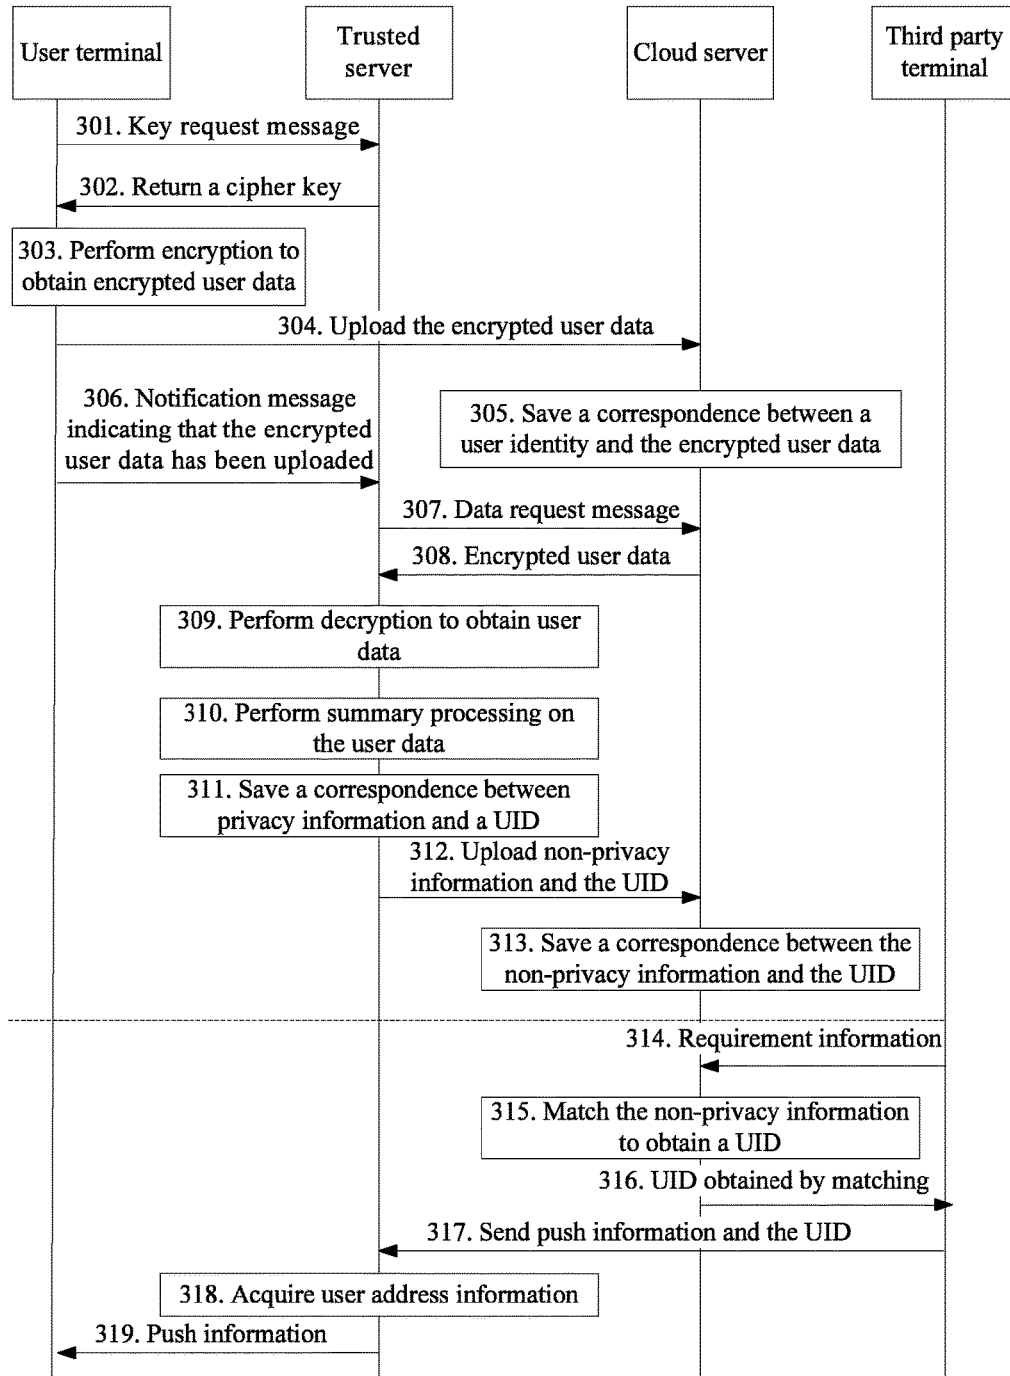 User terminal
Trusted
server
Cloud server
Third party
terminal
301. Key request message
302. Return a cipher key
303. Perform encryption to
obtain encrypted user data
304. Upload the encrypted user data
306. Notification message
indicating that the encrypted
user data has been uploaded
305. Save a correspondence between a
user identity and the encrypted user data
307. Data request message
308. Encrypted user data
309. Perform decryption to obtain user
data
310. Perform summary processing on
the user data
311. Save a correspondence between
privacy information and a UID
312. Upload non-privacy
information and the UID
313. Save a correspondence between the
non-privacy information and the UID
314. Requirement information
315. Match the non-privacy information
to obtain a UID
316. UID obtained by matching
317. Send push information and the UID
318. Acquire user address information
319. Push information